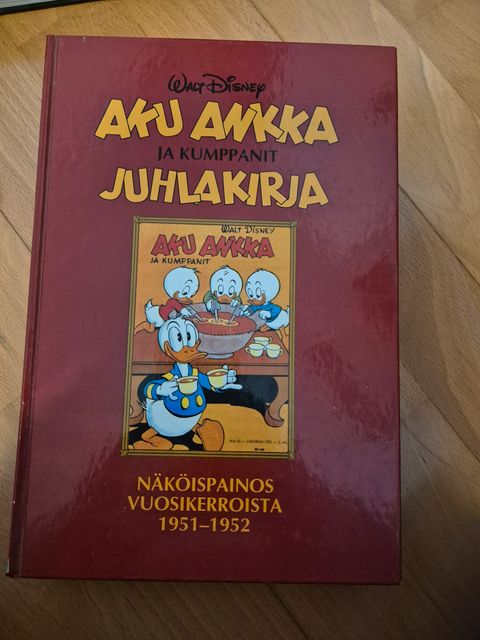 WALT DISNEY
AKU ANKKA
JA KUMPPANIT
JUHLAKIRJA
WALT DISNEY
AKU ANKKA
JA KUMPPANIT
NÄKÖISPAINOS
VUOSIKERROISTA
1951–1952